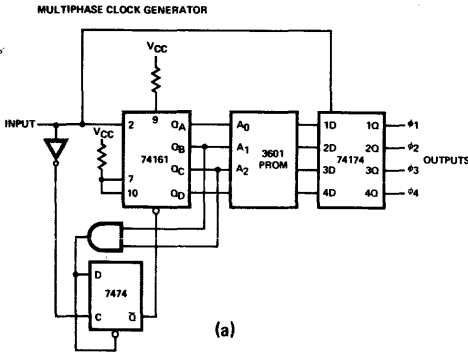 MULTIPHASE CLOCK GENERATOR
VCC
INPUT
VCC
2
9
QA
QB
74161
QC
7
10
QD
A0
A1
3601
A2
PROM
1D
1Q
ϕ1
2D
2Q
ϕ2
74174
OUTPUTS
3D
3Q
ϕ3
4D
4Q
ϕ4
D
7474
C
Q̅
(a)